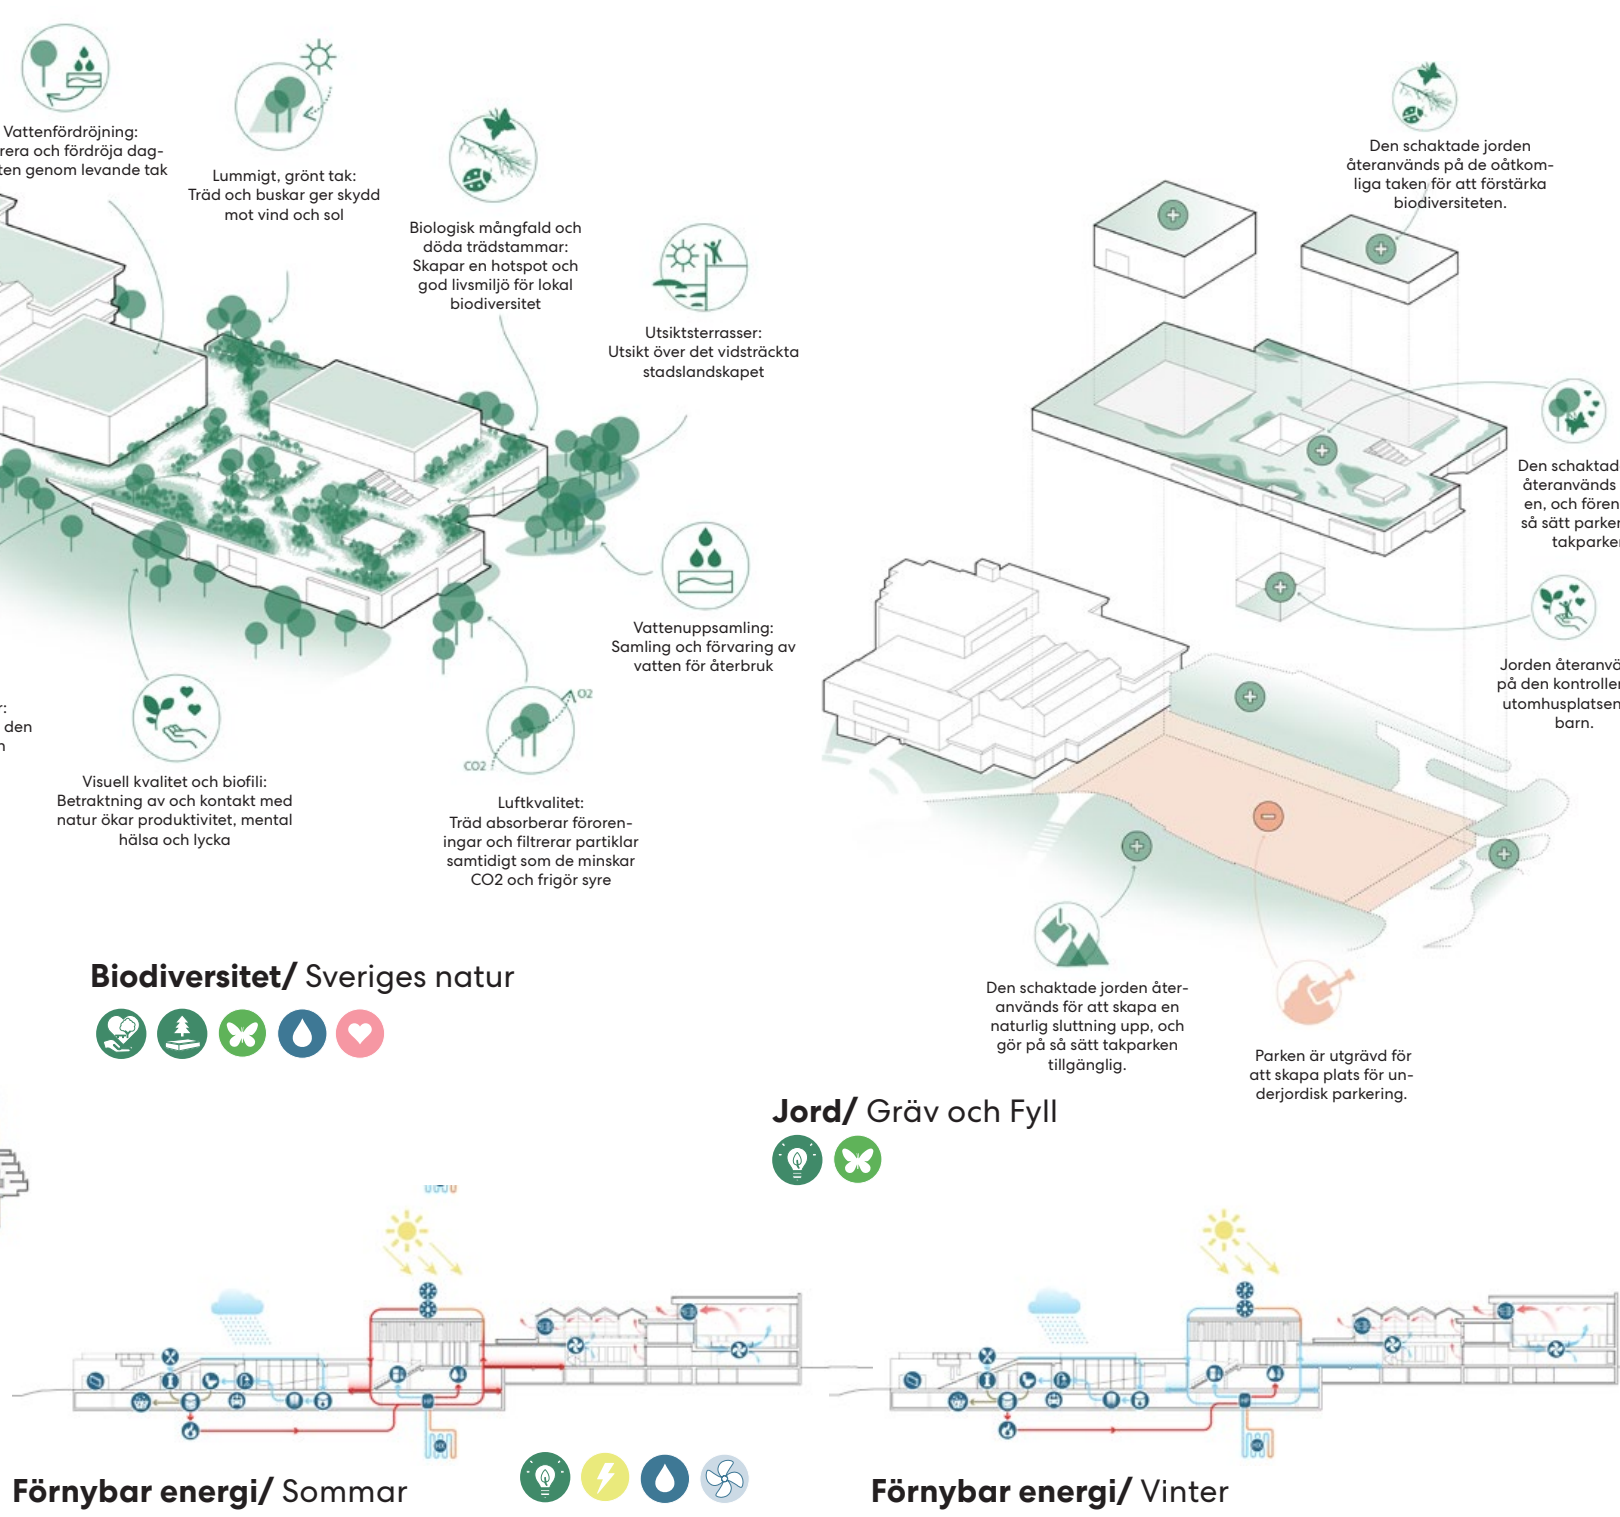 Vattenfördröjning:
rera och fördröja dag-
ten genom levande tak
Lummigt, grönt tak:
Träd och buskar ger skydd
mot vind och sol
Biologisk mångfald och
döda trädstammar:
Skapar en hotspot och
god livsmiljö för lokal
biodiversitet
Utsiktsterrasser:
Utsikt över det vidsträckta
stadslandskapet
Vattenuppsamling:
Samling och förvaring av
vatten för återbruk
r:
den
n
Visuell kvalitet och biofili:
Betraktning av och kontakt med
natur ökar produktivitet, mental
hälsa och lycka
O2
CO2
Luftkvalitet:
Träd absorberar föroren-
ingar och filtrerar partiklar
samtidigt som de minskar
CO2 och frigör syre
Biodiversitet/ Sveriges natur
Den schaktade jorden
återanvänds på de oåtkom-
liga taken för att förstärka
biodiversiteten.
Den schaktad
återanvänds
en, och fören
så sätt parker
takparker
Jorden återanvä
på den kontroller
utomhusplatsen
barn.
Den schaktade jorden åter-
används för att skapa en
naturlig sluttning upp, och
gör på så sätt takparken
tillgänglig.
Parken är utgrävd för
att skapa plats för un-
derjordisk parkering.
Jord/ Gräv och Fyll
Förnybar energi/ Sommar
Förnybar energi/ Vinter